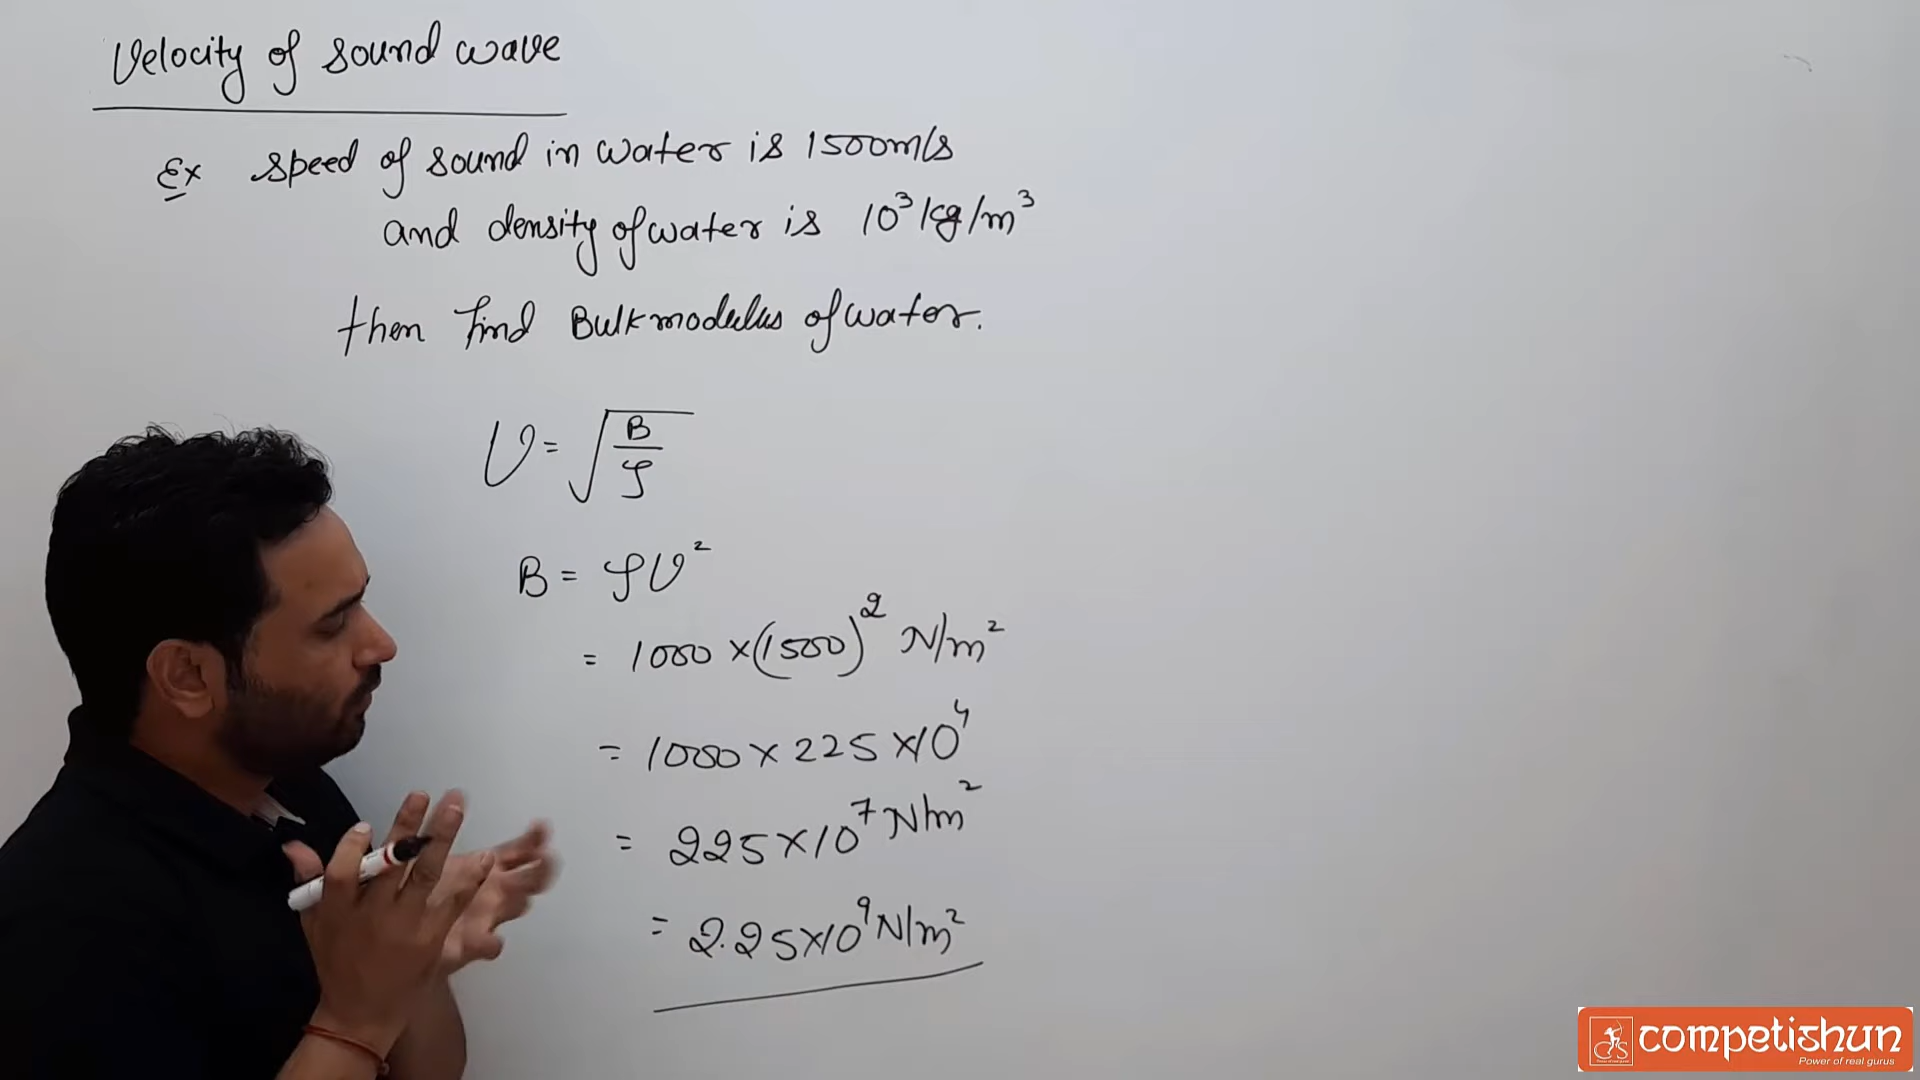 Velocity of sound wave
Ex speed of sound in water is 1500m/s
and density of water is 10³ kg/m³
then find Bulk modulus of water.
v = √(B/ρ)
B = ρv²
= 1000 × (1500)² N/m²
= 1000 × 225 × 10⁴
= 225 × 10⁷ N/m²
= 2.25 × 10⁹ N/m²
competishun
Power of real gurus